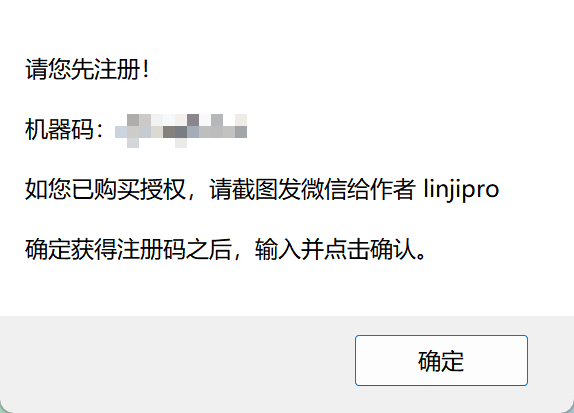 请您先注册！
机器码：
如您已购买授权，请截图发微信给作者 linjipro
确定获得注册码之后，输入并点击确认。
确定